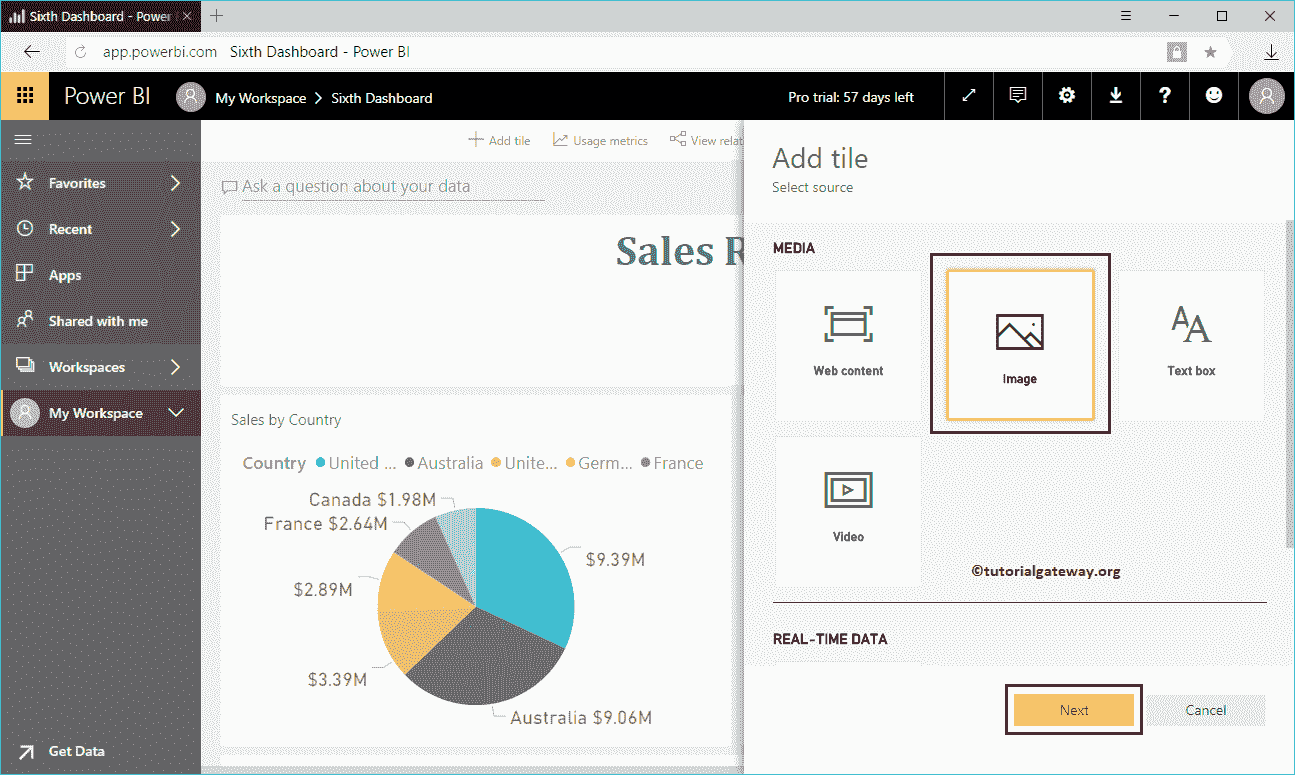 Sixth Dashboard - Power
app.powerbi.com Sixth Dashboard - Power BI
Power BI My Workspace > Sixth Dashboard Pro trial: 57 days left ?
Favorites
Recent
Apps
Shared with me
Workspaces
My Workspace
Get Data
Add tile Usage metrics View relat
Ask a question about your data
Sales R
Sales by Country
Country United ... Australia Unite... Germ... France
Canada $1.98M
France $2.64M
$9.39M
$2.89M
$3.39M
Australia $9.06M
Add tile
Select source
MEDIA
Web content
Image
AA
Text box
Video
©tutorialgateway.org
REAL-TIME DATA
Next Cancel